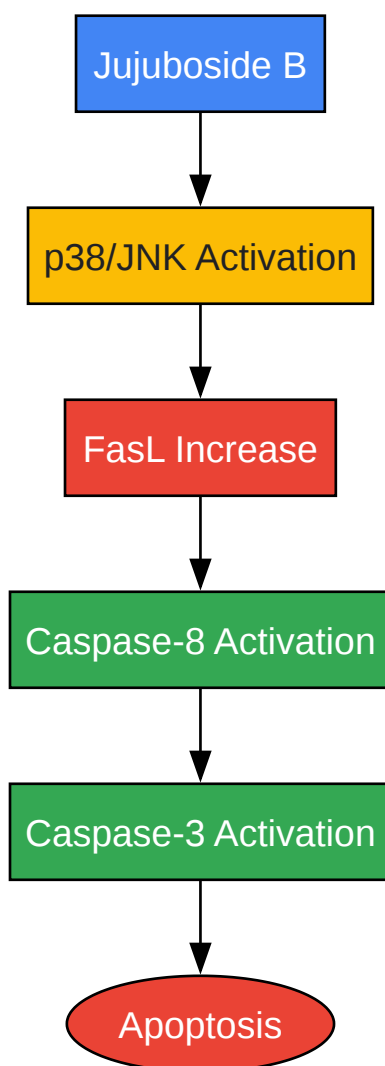 Jujuboside B
p38/JNK Activation
FasL Increase
Caspase-8 Activation
Caspase-3 Activation
Apoptosis